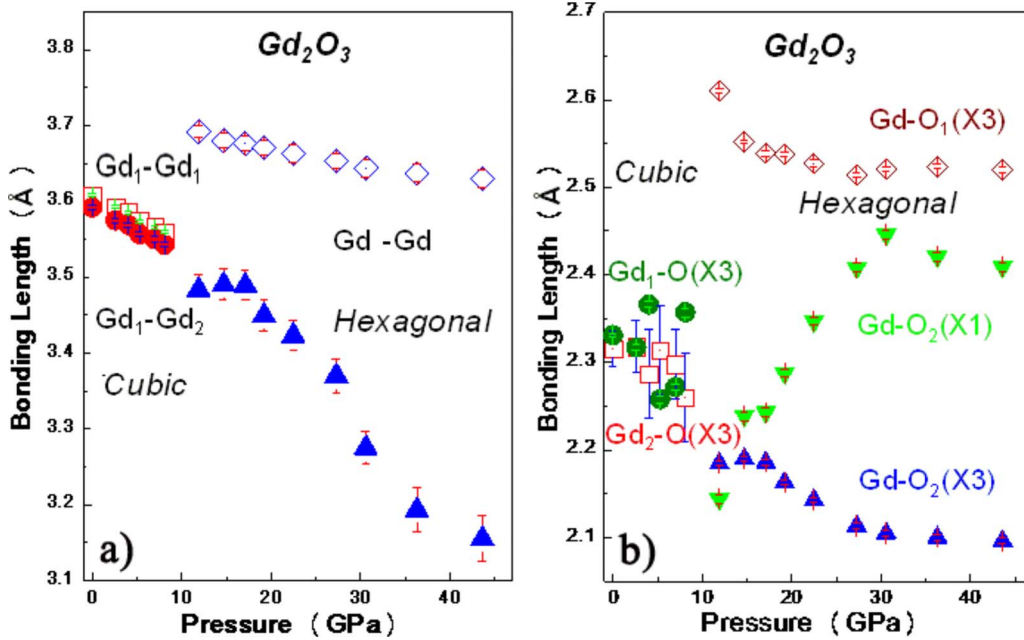 Gd2O3
3.8
3.7
3.6
3.5
3.4
3.3
3.2
3.1
Bonding Length (Å)
Gd1-Gd1
Gd -Gd
Gd1-Gd2
Hexagonal
Cubic
a)
0 10 20 30 40
Pressure (GPa)
Gd2O3
2.7
2.6
2.5
2.4
2.3
2.2
2.1
2.0
Bonding Length (Å)
Gd-O1(X3)
Cubic
Hexagonal
Gd1-O(X3)
Gd-O2(X1)
Gd2-O(X3)
Gd-O2(X3)
b)
0 10 20 30 40
Pressure (GPa)